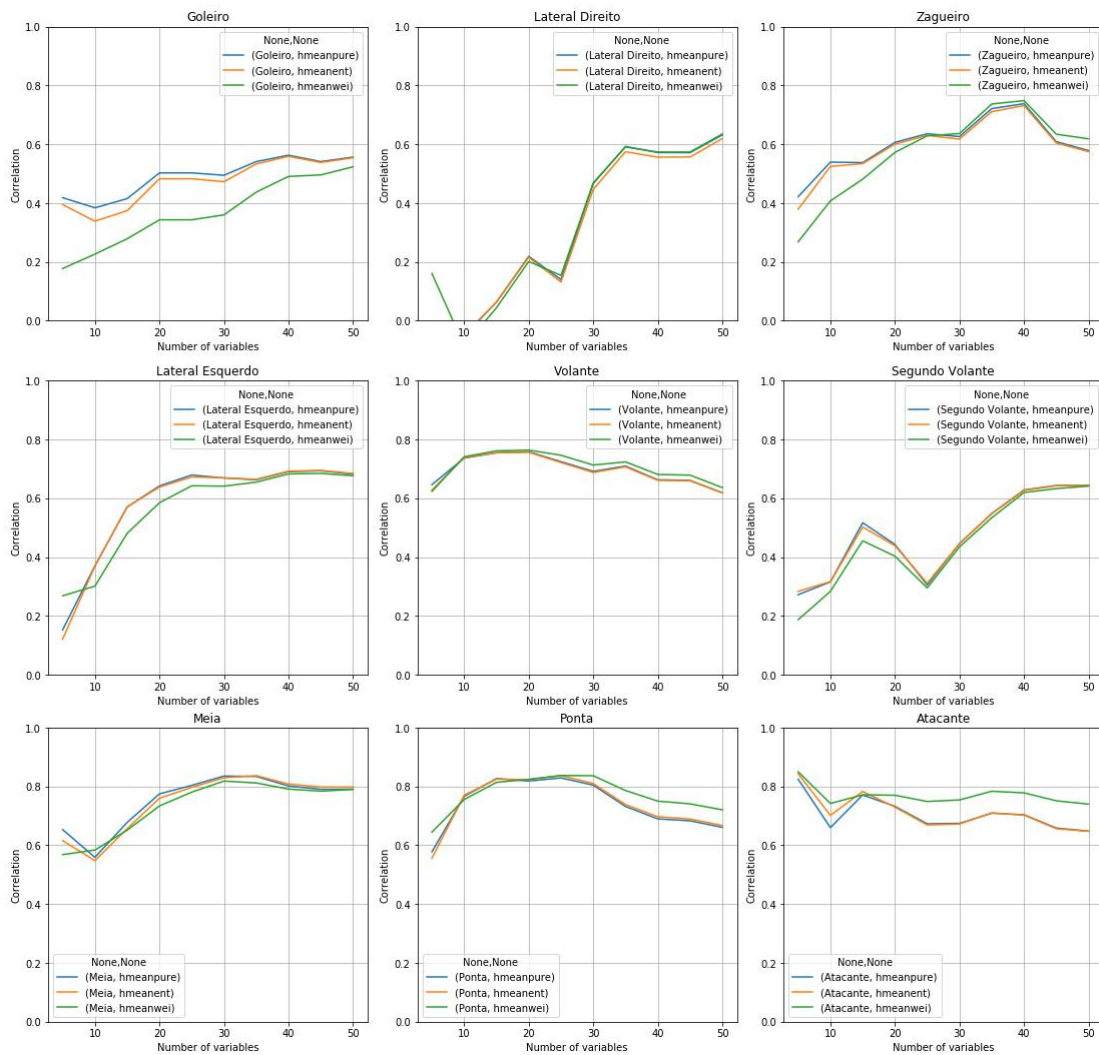 Goleiro
Correlation
1.0
0.8
0.6
0.4
0.2
0.0
None,None
(Goleiro, hmeanpure)
(Goleiro, hmeanent)
(Goleiro, hmeanwei)
10 20 30 40 50
Number of variables
Lateral Direito
Correlation
1.0
0.8
0.6
0.4
0.2
0.0
None,None
(Lateral Direito, hmeanpure)
(Lateral Direito, hmeanent)
(Lateral Direito, hmeanwei)
10 20 30 40 50
Number of variables
Zagueiro
Correlation
1.0
0.8
0.6
0.4
0.2
0.0
None,None
(Zagueiro, hmeanpure)
(Zagueiro, hmeanent)
(Zagueiro, hmeanwei)
10 20 30 40 50
Number of variables
Lateral Esquerdo
Correlation
1.0
0.8
0.6
0.4
0.2
0.0
None,None
(Lateral Esquerdo, hmeanpure)
(Lateral Esquerdo, hmeanent)
(Lateral Esquerdo, hmeanwei)
10 20 30 40 50
Number of variables
Volante
Correlation
1.0
0.8
0.6
0.4
0.2
0.0
None,None
(Volante, hmeanpure)
(Volante, hmeanent)
(Volante, hmeanwei)
10 20 30 40 50
Number of variables
Segundo Volante
Correlation
1.0
0.8
0.6
0.4
0.2
0.0
None,None
(Segundo Volante, hmeanpure)
(Segundo Volante, hmeanent)
(Segundo Volante, hmeanwei)
10 20 30 40 50
Number of variables
Meia
Correlation
1.0
0.8
0.6
0.4
0.2
0.0
None,None
(Meia, hmeanpure)
(Meia, hmeanent)
(Meia, hmeanwei)
10 20 30 40 50
Number of variables
Ponta
Correlation
1.0
0.8
0.6
0.4
0.2
0.0
None,None
(Ponta, hmeanpure)
(Ponta, hmeanent)
(Ponta, hmeanwei)
10 20 30 40 50
Number of variables
Atacante
Correlation
1.0
0.8
0.6
0.4
0.2
0.0
None,None
(Atacante, hmeanpure)
(Atacante, hmeanent)
(Atacante, hmeanwei)
10 20 30 40 50
Number of variables